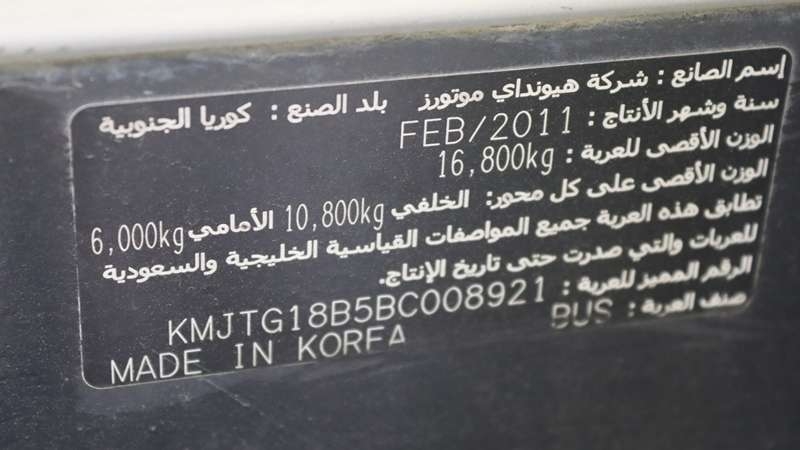 إسم الصانع : شركة هيونداي موتورز بلد الصنع : كوريا الجنوبية
سنة وشهر الأنتاج : FEB/2011
الوزن الأقصى للعربة : 16,800kg
الوزن الأقصى على كل محور: الخلفي 10,800kg الأمامي 6,000kg
تطابق هذه العربة جميع المواصفات القياسية الخليجية والسعودية
للعربات والتي صدرت حتى تاريخ الإنتاج.
الرقم المميز للعربة : KMJTG18B5BC008921
صنف العربة : BUS
MADE IN KOREA